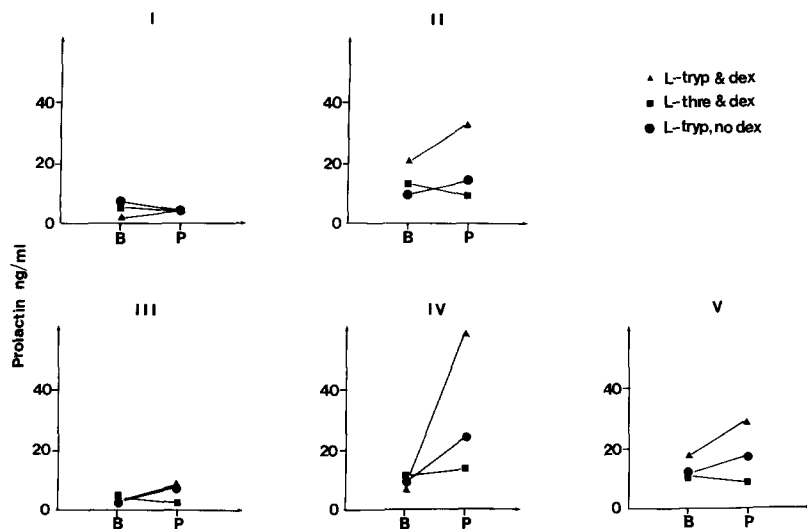 I
II
40
20
0
B P
40
20
0
B P
▲ L-tryp & dex
■ L-thre & dex
● L-tryp, no dex
Prolactin ng/ml
III
IV
V
40
20
0
B P
40
20
0
B P
40
20
0
B P